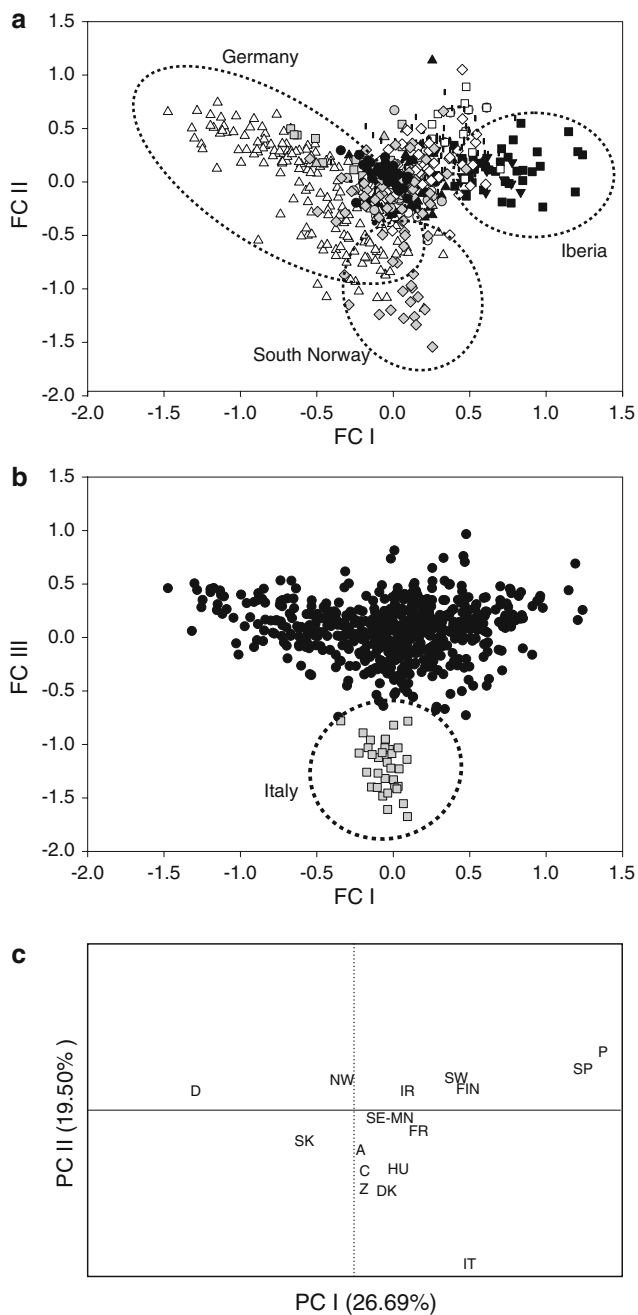 a
1.5
Germany
1.0
0.5
0.0
FC II
-0.5
Iberia
-1.0
-1.5
South Norway
-2.0
-2.0 -1.5 -1.0 -0.5 0.0 0.5 1.0 1.5
FC I
b
1.5
1.0
0.5
0.0
FC III
-0.5
-1.0
Italy
-1.5
-2.0
-2.0 -1.5 -1.0 -0.5 0.0 0.5 1.0 1.5
FC I
c
P
SP
D NW IR SW
FIN
SE-MN
FR
SK
A
C HU
Z DK
IT
PC II (19.50%)
PC I (26.69%)